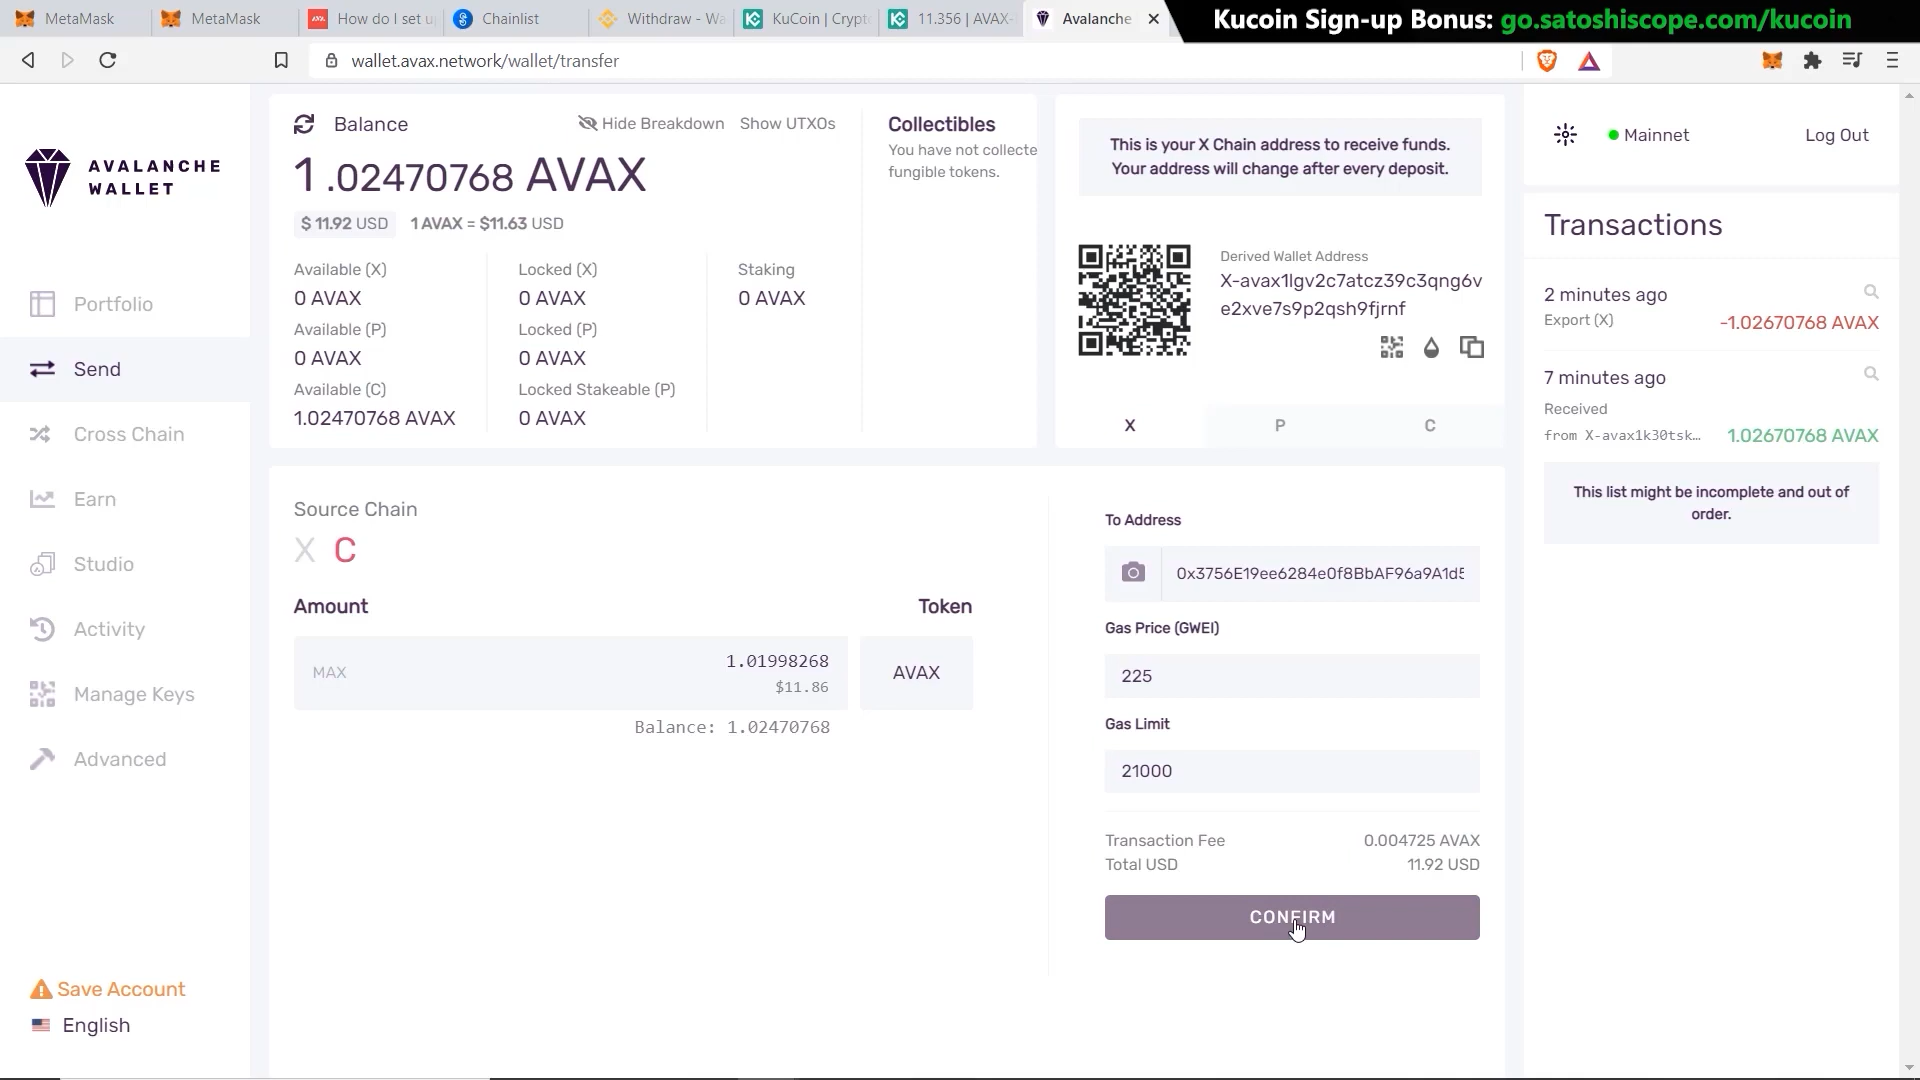 MetaMask
MetaMask
How do I set u
Chainlist
Withdraw - Wa
KuCoin | Crypt
11.356 | AVAX-
Avalanche
Kucoin Sign-up Bonus: go.satoshiscope.com/kucoin
wallet.avax.network/wallet/transfer
AVALANCHE
WALLET
Portfolio
Send
Cross Chain
Earn
Studio
Activity
Manage Keys
Advanced
Save Account
English
Balance
Hide Breakdown
Show UTXOs
1.02470768 AVAX
$ 11.92 USD
1 AVAX = $11.63 USD
Available (X)
0 AVAX
Available (P)
0 AVAX
Available (C)
1.02470768 AVAX
Locked (X)
0 AVAX
Locked (P)
0 AVAX
Locked Stakeable (P)
0 AVAX
Staking
0 AVAX
Collectibles
You have not collecte
fungible tokens.
This is your X Chain address to receive funds.
Your address will change after every deposit.
Derived Wallet Address
X-avax1lgv2c7atcz39c3qng6v
e2xve7s9p2qsh9fjrnf
X
P
C
Source Chain
X C
Amount
Token
MAX
1.01998268
$11.86
AVAX
Balance: 1.02470768
To Address
0x3756E19ee6284e0f8BbAF96a9A1d5
Gas Price (GWEI)
225
Gas Limit
21000
Transaction Fee
0.004725 AVAX
Total USD
11.92 USD
CONFIRM
Mainnet
Log Out
Transactions
2 minutes ago
Export (X)
-1.02670768 AVAX
7 minutes ago
Received
from X-avax1k30tsk…
1.02670768 AVAX
This list might be incomplete and out of
order.